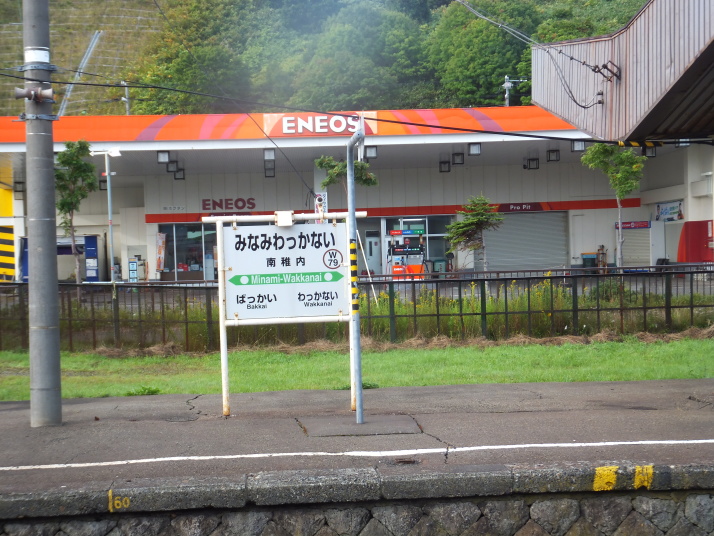 ENEOS
ENEOS
Pro Pit
みなみわっかない
南稚内
W
79
Minami-Wakkanai
ばっかい
Bakkai
わっかない
Wakkanai
60